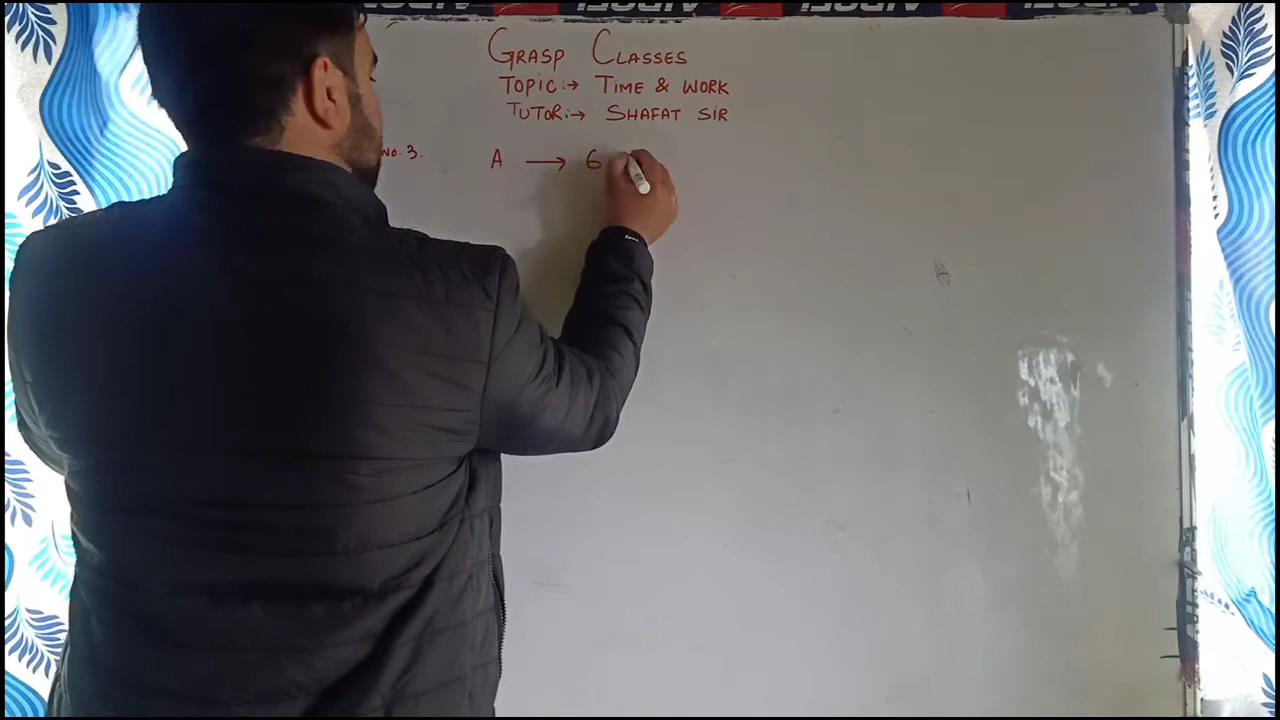 GRASP CLASSES
TOPIC:→ TIME & WORK
TUTOR:→ SHAFAT SIR
NO. 3. A → 6